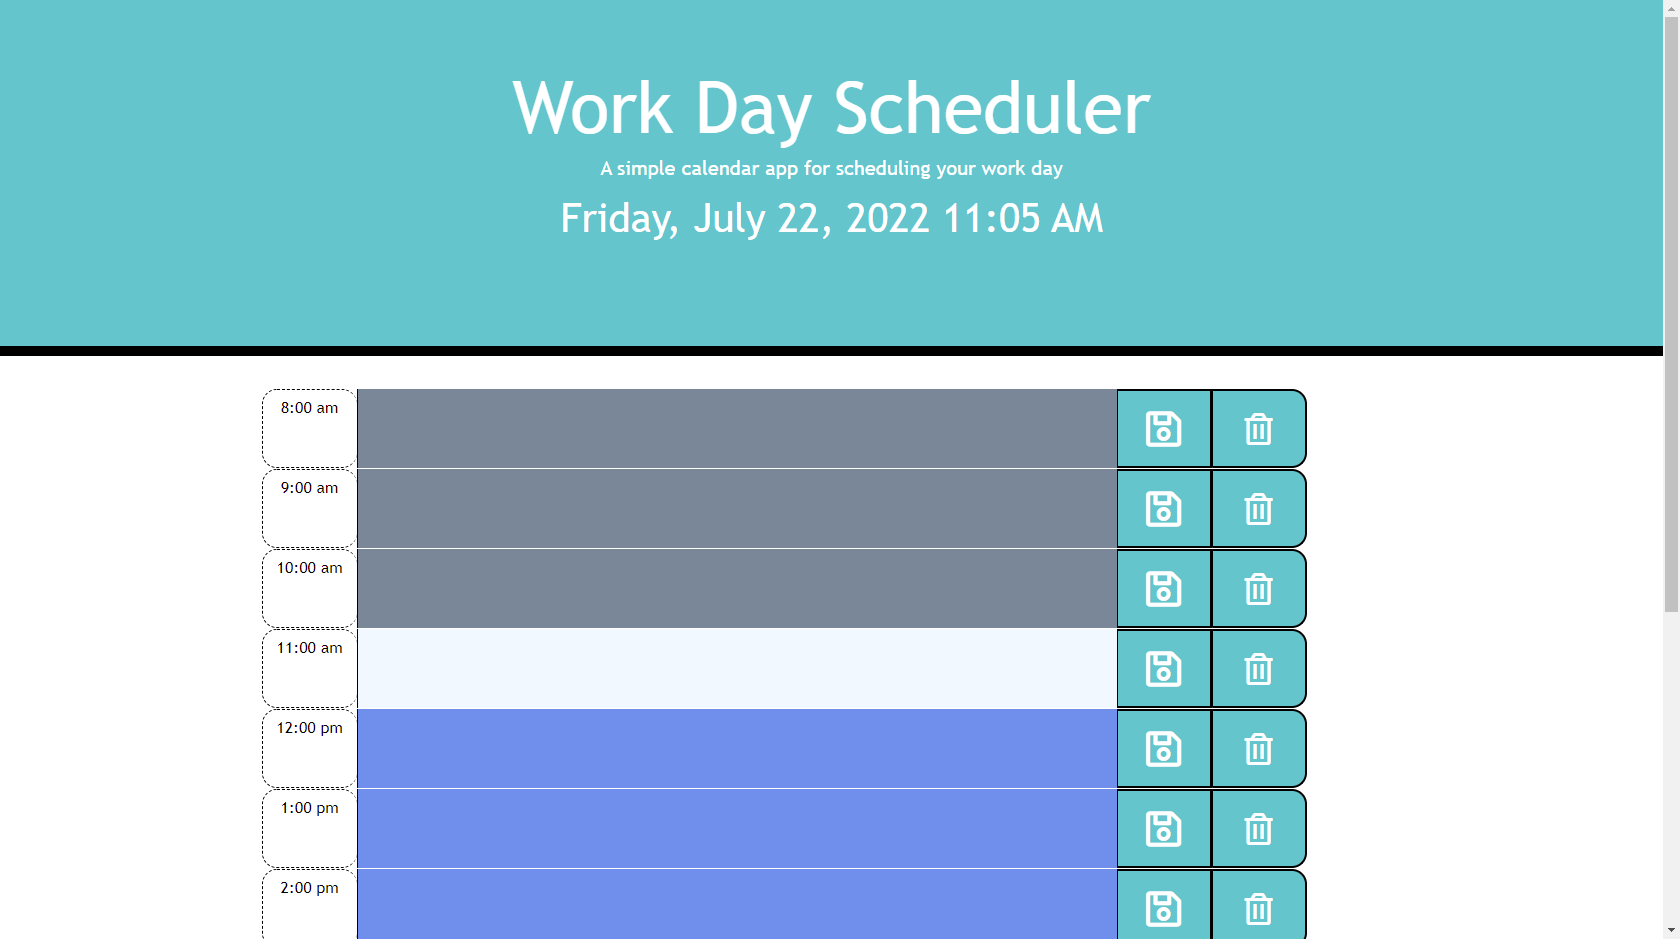 Work Day Scheduler
A simple calendar app for scheduling your work day
Friday, July 22, 2022 11:05 AM
8:00 am
9:00 am
10:00 am
11:00 am
12:00 pm
1:00 pm
2:00 pm